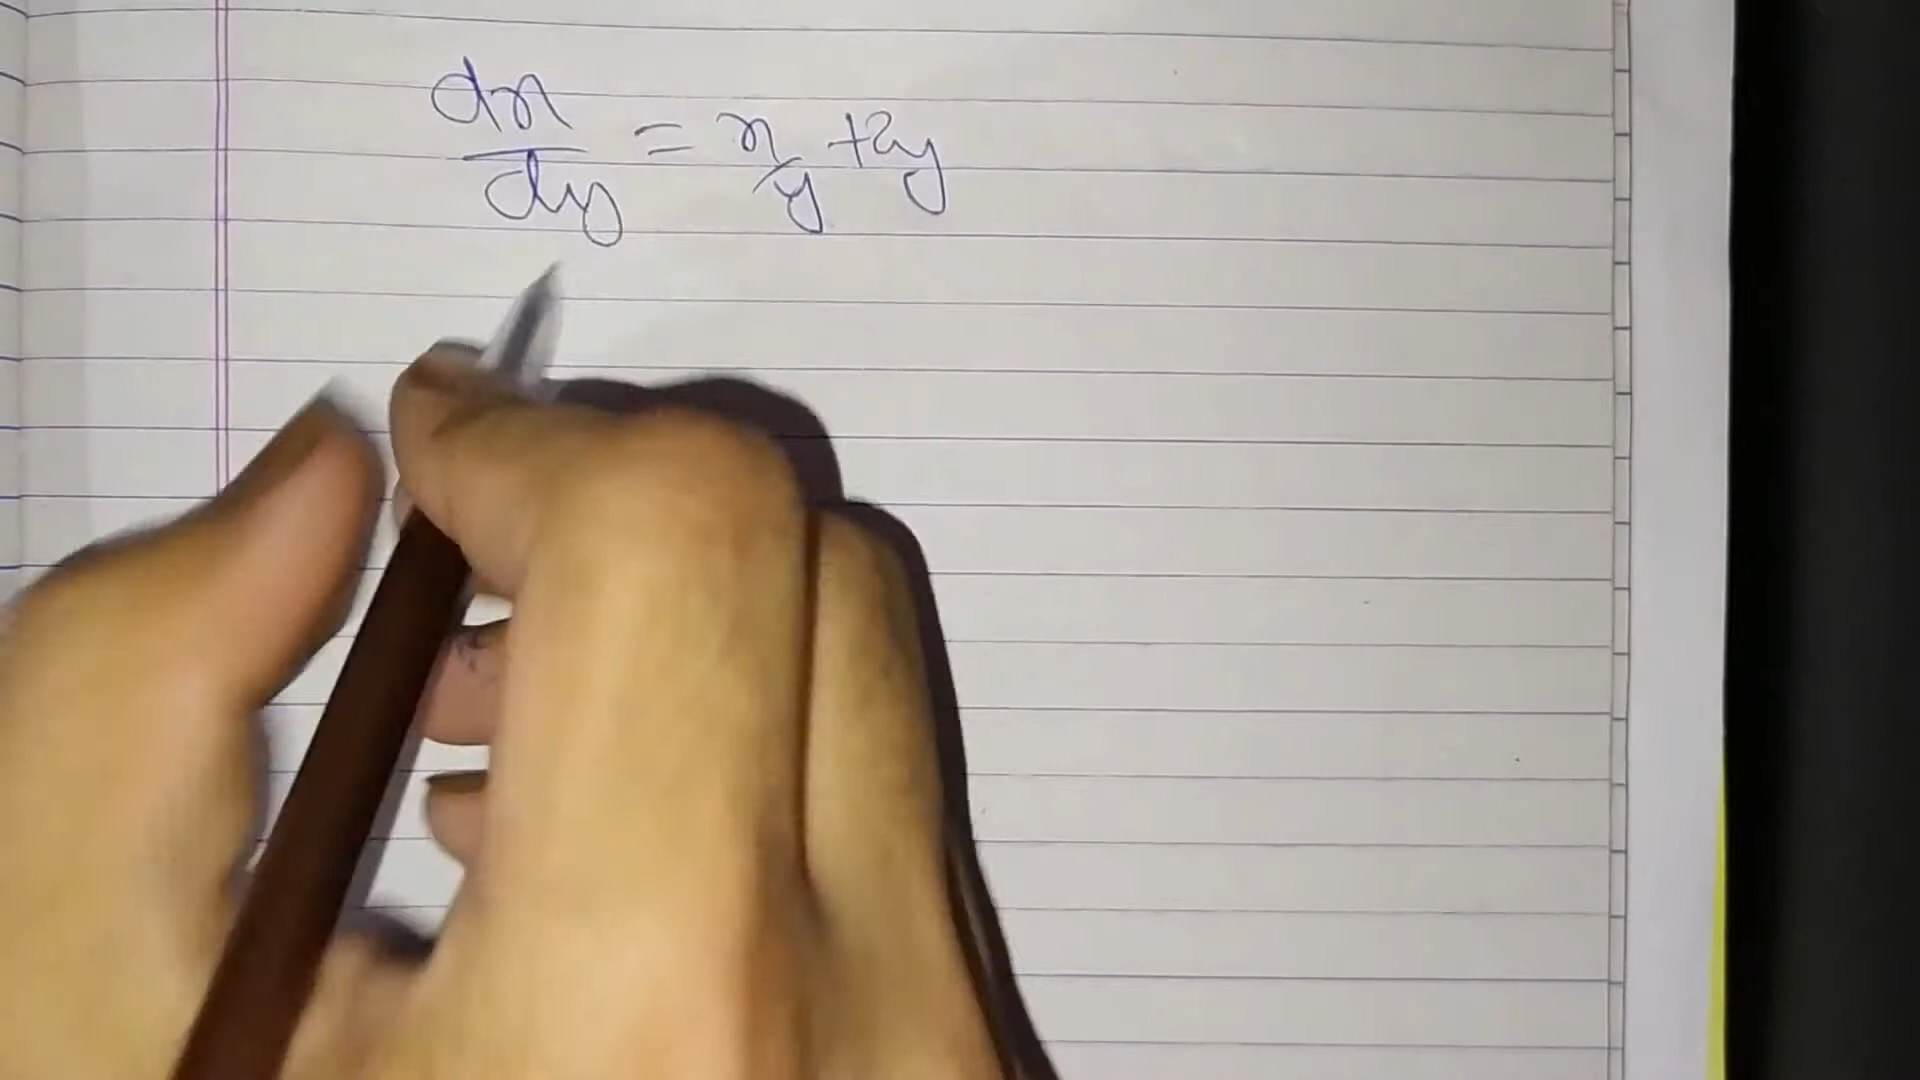 dx/dy = x/y + 2y